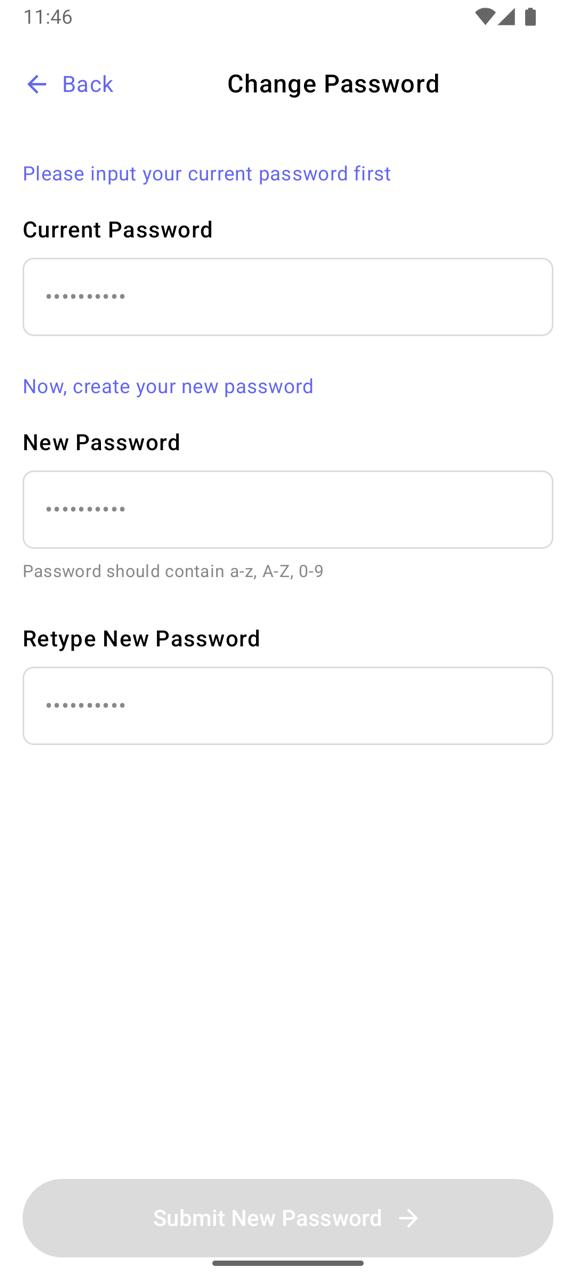 11:46
Back
Change Password
Please input your current password first
Current Password
••••••••••
Now, create your new password
New Password
••••••••••
Password should contain a-z, A-Z, 0-9
Retype New Password
••••••••••
Submit New Password